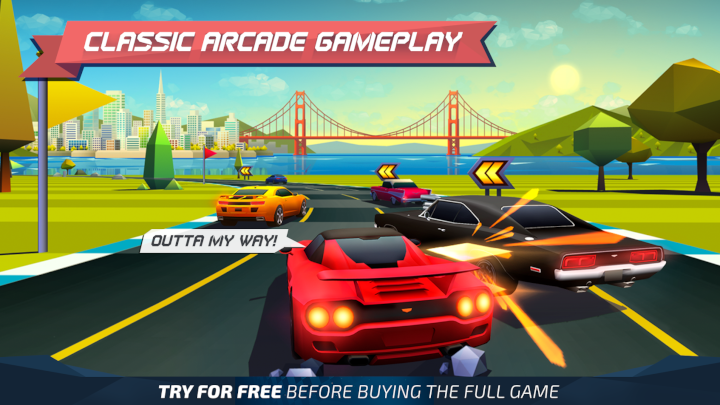 CLASSIC ARCADE GAMEPLAY
OUTTA MY WAY!
TRY FOR FREE BEFORE BUYING THE FULL GAME